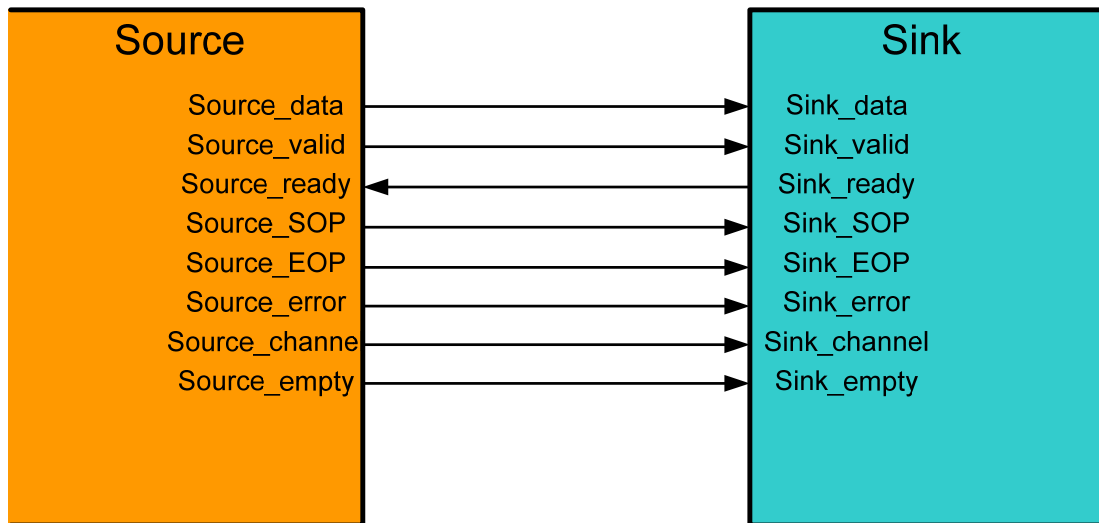 Source
Sink
Source_data
Sink_data
Source_valid
Sink_valid
Source_ready
Sink_ready
Source_SOP
Sink_SOP
Source_EOP
Sink_EOP
Source_error
Sink_error
Source_channe
Sink_channel
Source_empty
Sink_empty